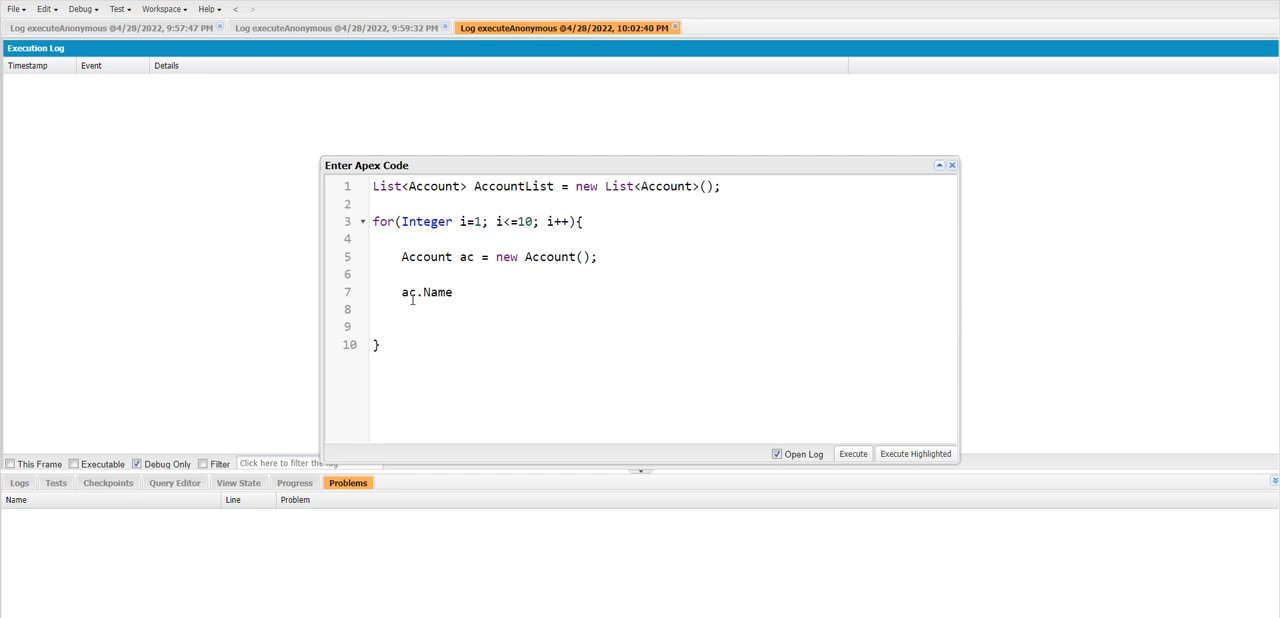 File Edit Debug Test Workspace Help < >
Log executeAnonymous @4/28/2022, 9:57:47 PM Log executeAnonymous @4/28/2022, 9:59:32 PM Log executeAnonymous @4/28/2022, 10:02:40 PM
Execution Log
Timestamp Event Details
Enter Apex Code
1 List<Account> AccountList = new List<Account>();
2
3 for(Integer i=1; i<=10; i++){
4
5 Account ac = new Account();
6
7 ac.Name
8
9
10 }
Open Log Execute Execute Highlighted
This Frame Executable Debug Only Filter Click here to filter the log
Logs Tests Checkpoints Query Editor View State Progress Problems
Name Line Problem